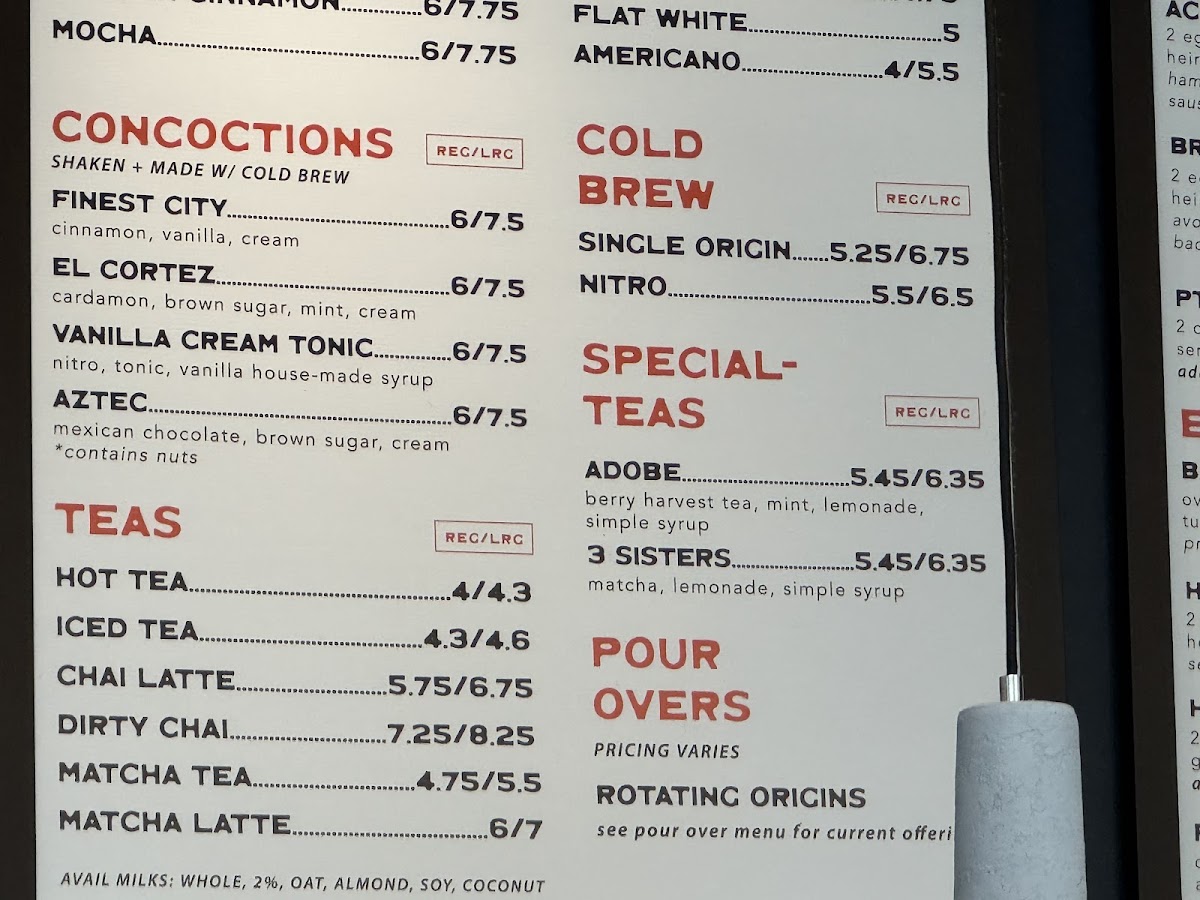 CINNAMON 6/7.75
MOCHA 6/7.75
CONCOCTIONS REG/LRG
SHAKEN + MADE W/ COLD BREW
FINEST CITY 6/7.5
cinnamon, vanilla, cream
EL CORTEZ 6/7.5
cardamon, brown sugar, mint, cream
VANILLA CREAM TONIC 6/7.5
nitro, tonic, vanilla house-made syrup
AZTEC 6/7.5
mexican chocolate, brown sugar, cream
*contains nuts
TEAS REG/LRG
HOT TEA 4/4.3
ICED TEA 4.3/4.6
CHAI LATTE 5.75/6.75
DIRTY CHAI 7.25/8.25
MATCHA TEA 4.75/5.5
MATCHA LATTE 6/7
AVAIL MILKS: WHOLE, 2%, OAT, ALMOND, SOY, COCONUT
FLAT WHITE 5
AMERICANO 4/5.5
COLD
BREW REG/LRG
SINGLE ORIGIN 5.25/6.75
NITRO 5.5/6.5
SPECIAL-
TEAS REG/LRG
ADOBE 5.45/6.35
berry harvest tea, mint, lemonade,
simple syrup
3 SISTERS 5.45/6.35
matcha, lemonade, simple syrup
POUR
OVERS
PRICING VARIES
ROTATING ORIGINS
see pour over menu for current offeri